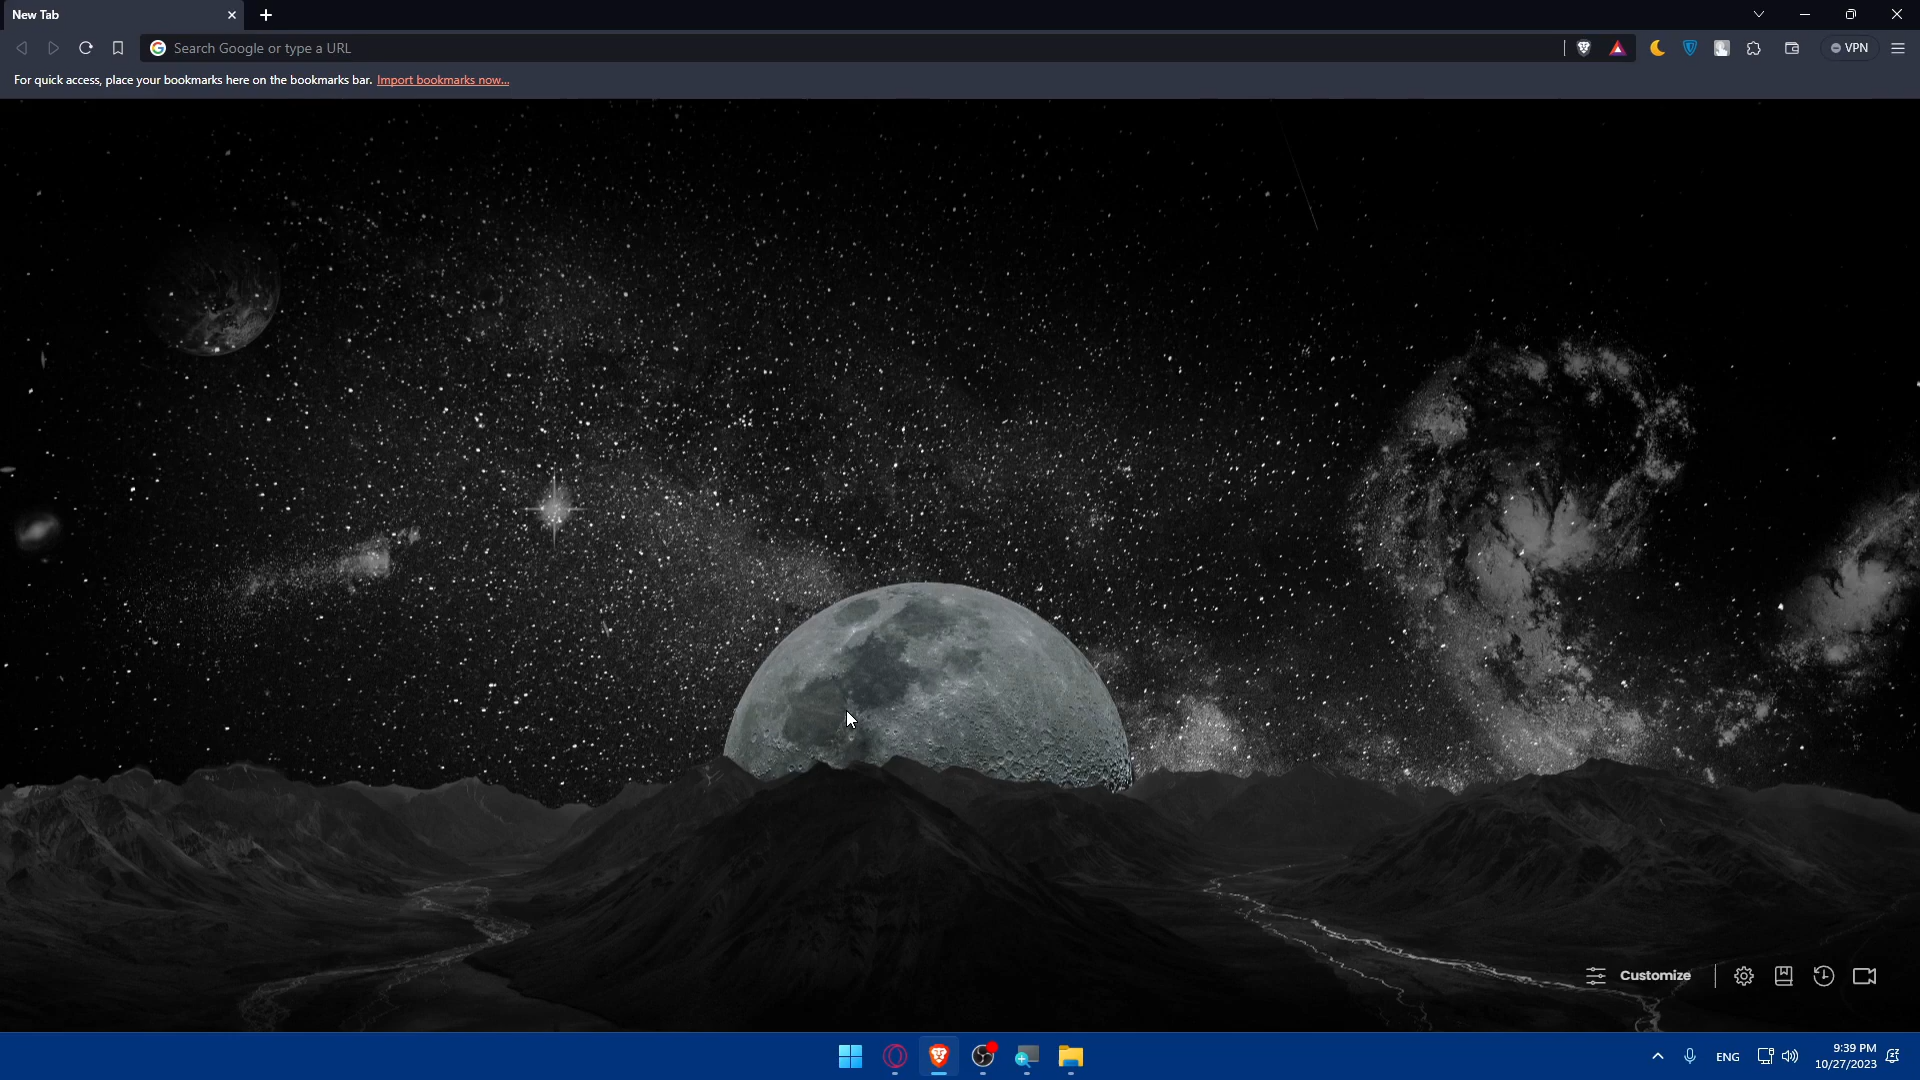 New Tab
Search Google or type a URL
VPN
For quick access, place your bookmarks here on the bookmarks bar. Import bookmarks now...
Customize
ENG
9:39 PM
10/27/2023